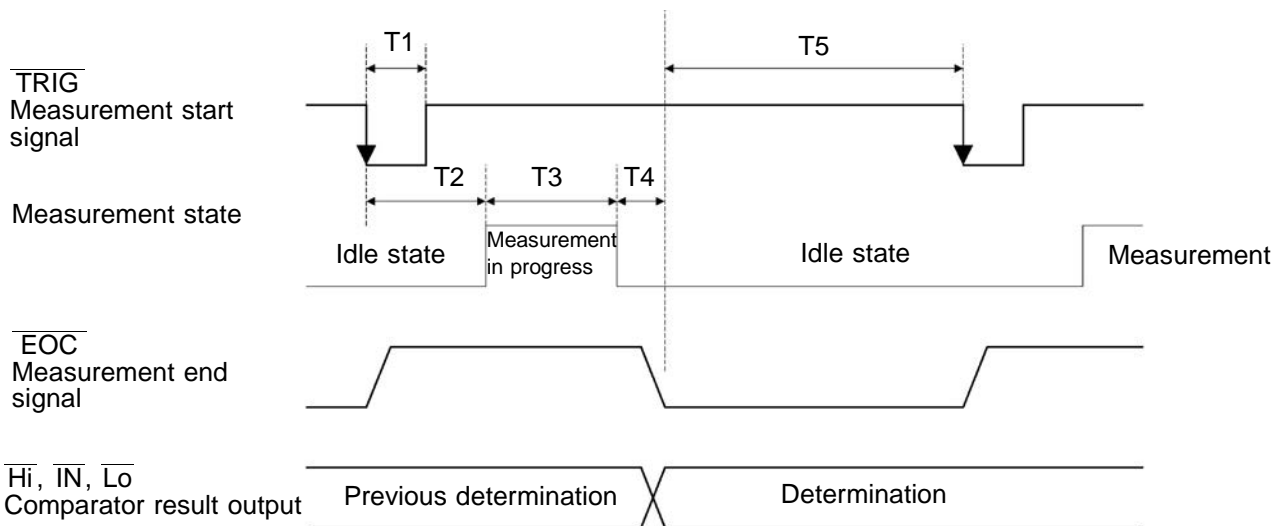 T1
T5
TRIG
Measurement start
signal
T2
T3
T4
Measurement state
Idle state
Measurement
in progress
Idle state
Measurement
EOC
Measurement end
signal
Hi, IN, Lo
Comparator result output
Previous determination
Determination